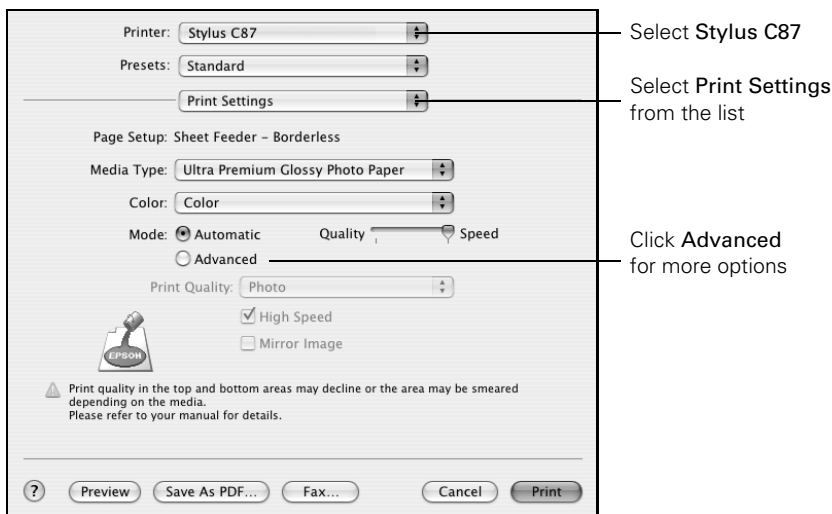 Printer: Stylus C87
Select Stylus C87
Presets: Standard
Print Settings
Select Print Settings
from the list
Page Setup: Sheet Feeder – Borderless
Media Type: Ultra Premium Glossy Photo Paper
Color: Color
Mode: Automatic Quality Speed
Advanced
Click Advanced
for more options
Print Quality: Photo
High Speed
Mirror Image
EPSON
Print quality in the top and bottom areas may decline or the area may be smeared
depending on the media.
Please refer to your manual for details.
? Preview Save As PDF... Fax... Cancel Print